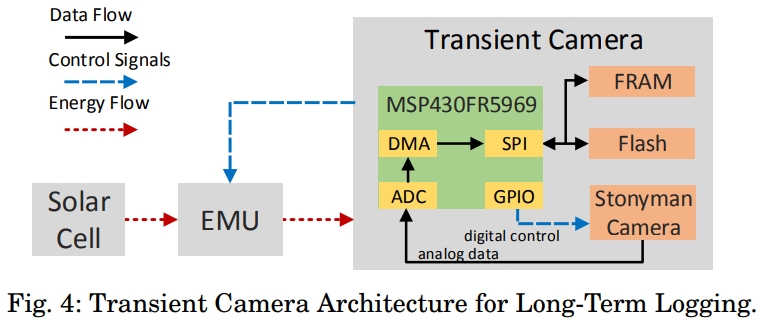 Data Flow
Control Signals
Energy Flow
Transient Camera
MSP430FR5969
FRAM
DMA
SPI
Flash
ADC
GPIO
Stonyman
Camera
Solar
Cell
EMU
digital control
analog data
Fig. 4: Transient Camera Architecture for Long-Term Logging.